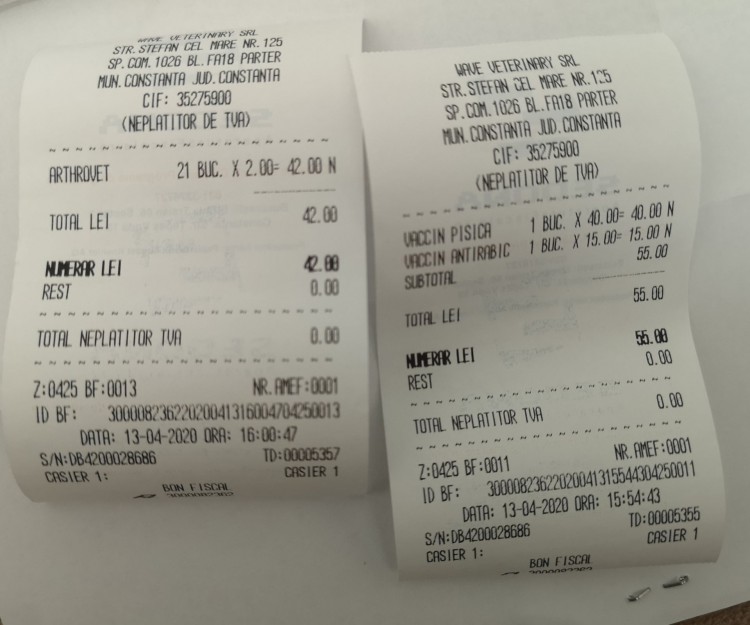 WAVE VETERINARY SRL
STR. STEFAN CEL MARE NR. 125
SP. COM. 1026 BL. FA18 PARTER
MUN. CONSTANTA JUD. CONSTANTA
CIF: 35275900
(NEPLATITOR DE TVA)
ARTHROVET 21 BUC. X 2.00= 42.00 N
TOTAL LEI 42.00
NUMERAR LEI 42.00
REST 0.00
TOTAL NEPLATITOR TVA 0.00
Z:0425 BF:0013 NR. AMEF:0001
ID BF: 30000823622020041316004704250013
DATA: 13-04-2020 ORA: 16:00:47
S/N:DB4200028686 TD:00005357
CASIER 1: CASIER 1
BON FISCAL
WAVE VETERINARY SRL
STR. STEFAN CEL MARE NR. 125
SP. COM. 1026 BL. FA18 PARTER
MUN. CONSTANTA JUD. CONSTANTA
CIF: 35275900
(NEPLATITOR DE TVA)
VACCIN PISICA 1 BUC. X 40.00= 40.00 N
VACCIN ANTIRABIC 1 BUC. X 15.00= 15.00 N
SUBTOTAL 55.00
TOTAL LEI 55.00
NUMERAR LEI 55.00
REST 0.00
TOTAL NEPLATITOR TVA 0.00
Z:0425 BF:0011 NR. AMEF:0001
ID BF: 30000823622020041315544304250011
DATA: 13-04-2020 ORA: 15:54:43
S/N:DB4200028686 TD:00005355
CASIER 1: CASIER 1
BON FISCAL